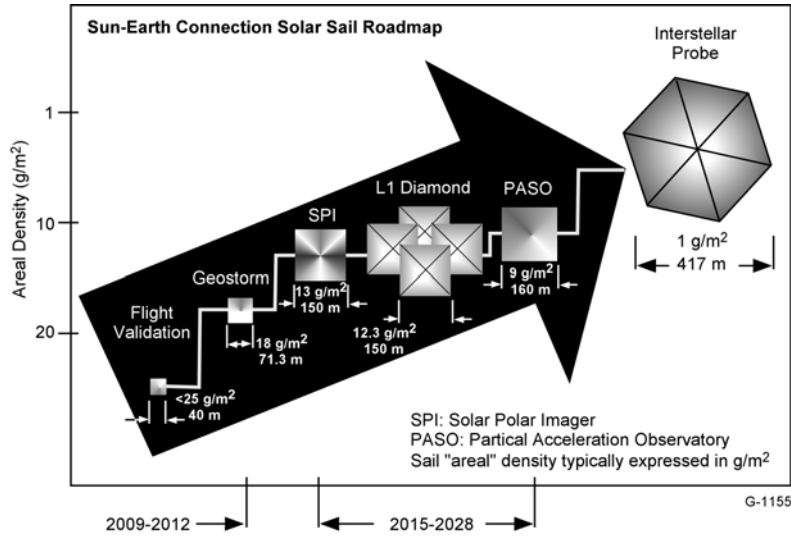 Sun-Earth Connection Solar Sail Roadmap
Interstellar
Probe
Areal Density (g/m²)
1
10
20
L1 Diamond
PASO
SPI
Geostorm
Flight
Validation
1 g/m²
417 m
9 g/m²
160 m
13 g/m²
150 m
12.3 g/m²
150 m
18 g/m²
71.3 m
<25 g/m²
40 m
SPI: Solar Polar Imager
PASO: Partical Acceleration Observatory
Sail "areal" density typically expressed in g/m²
G-1155
2009-2012
2015-2028